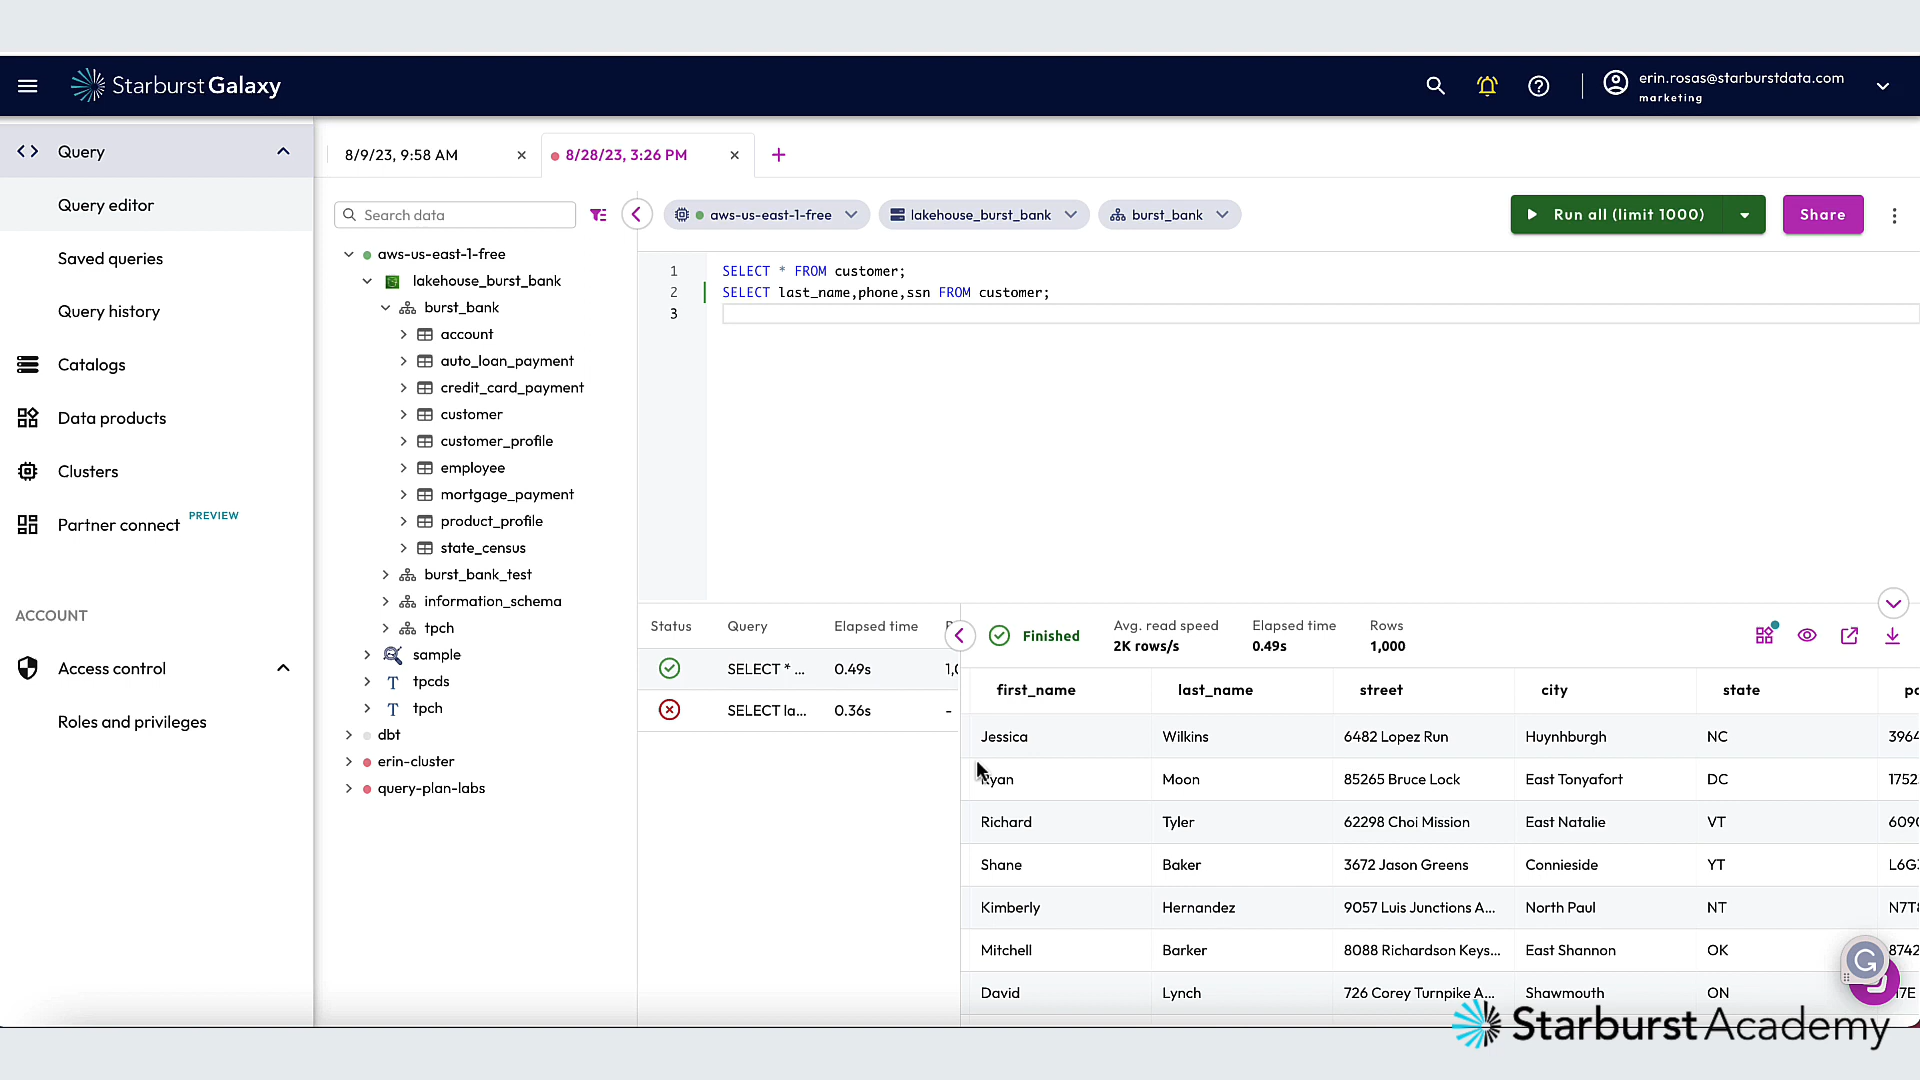 Starburst Galaxy
erin.rosas@starburstdata.com
marketing
Query
Query editor
Saved queries
Query history
Catalogs
Data products
Clusters
Partner connect PREVIEW
ACCOUNT
Access control
Roles and privileges
8/9/23, 9:58 AM
8/28/23, 3:26 PM
Search data
aws-us-east-1-free
lakehouse_burst_bank
burst_bank
account
auto_loan_payment
credit_card_payment
customer
customer_profile
employee
mortgage_payment
product_profile
state_census
burst_bank_test
information_schema
tpch
sample
tpcds
tpch
dbt
erin-cluster
query-plan-labs
aws-us-east-1-free lakehouse_burst_bank burst_bank
Run all (limit 1000) Share
1 SELECT * FROM customer;
2 SELECT last_name,phone,ssn FROM customer;
3
Status Query Elapsed time
SELECT * ... 0.49s
SELECT la... 0.36s -
Finished
Avg. read speed Elapsed time Rows
2K rows/s 0.49s 1,000
first_name last_name street city state
Jessica Wilkins 6482 Lopez Run Huynhburgh NC 3964
Ryan Moon 85265 Bruce Lock East Tonyafort DC 1752
Richard Tyler 62298 Choi Mission East Natalie VT
Shane Baker 3672 Jason Greens Connieside YT
Kimberly Hernandez 9057 Luis Junctions A... North Paul NT
Mitchell Barker 8088 Richardson Keys... East Shannon OK 8742
David Lynch 726 Corey Turnpike A... Shawmouth ON
Starburst Academy